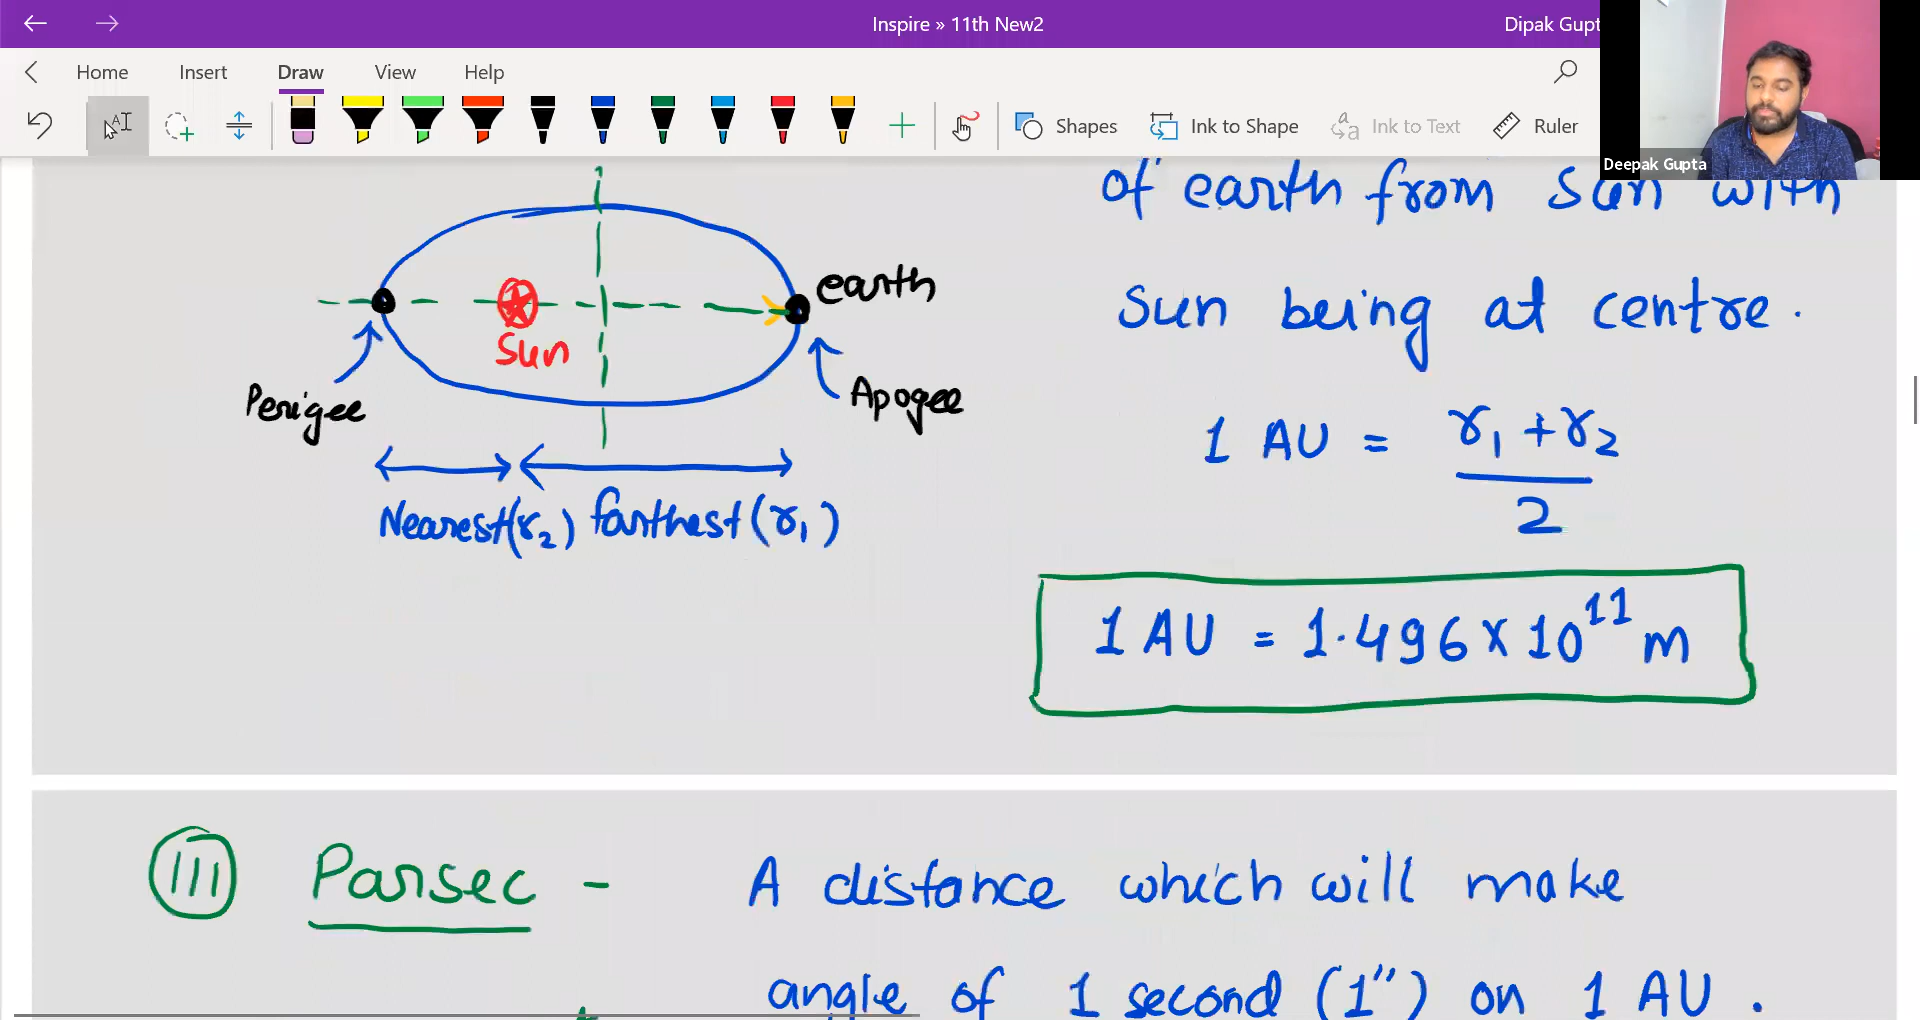 Inspire » 11th New2
Dipak Gupt
Home Insert Draw View Help
Shapes Ink to Shape Ink to Text Ruler
Deepak Gupta
of earth from Sun with
Sun being at centre.
earth
Sun
Perigee
Apogee
Nearest(r₂) farthest(r₁)
1 AU = r₁ + r₂
2
1 AU = 1.496 × 10¹¹ m
III Parsec - A distance which will make
angle of 1 second (1") on 1 AU.